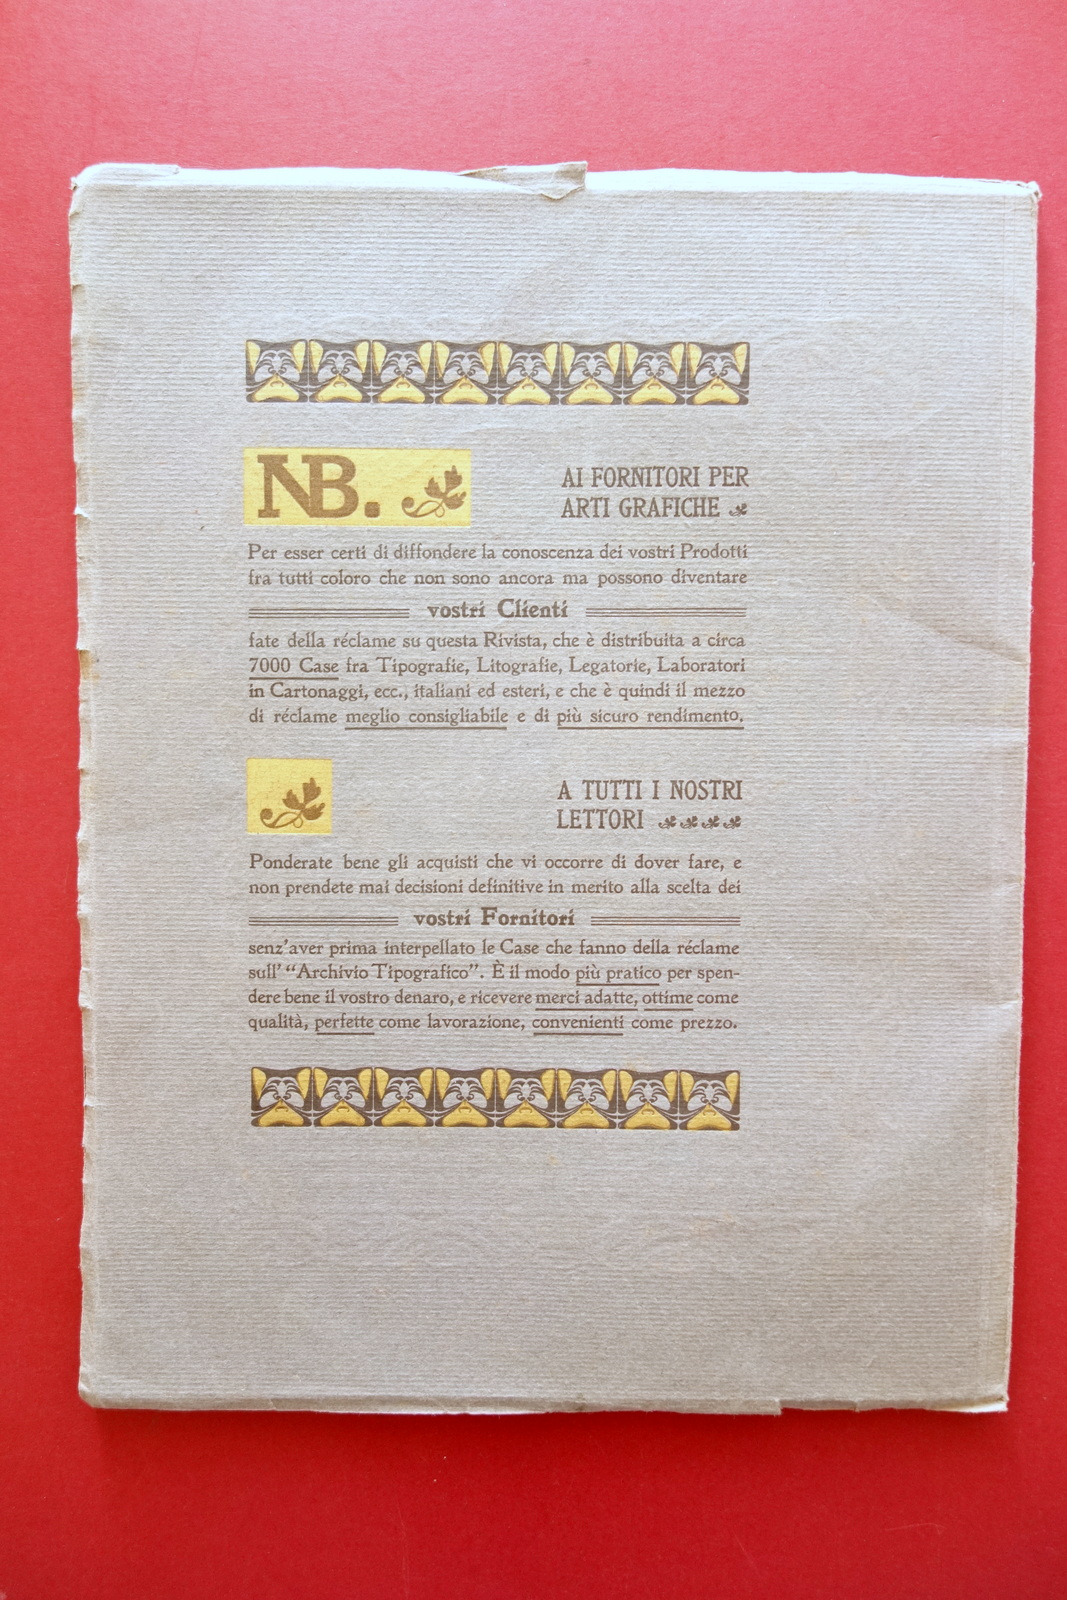 NB.
AI FORNITORI PER
ARTI GRAFICHE
Per esser certi di diffondere la conoscenza dei vostri Prodotti
fra tutti coloro che non sono ancora ma possono diventare
vostri Clienti
fate della réclame su questa Rivista, che è distribuita a circa
7000 Case fra Tipografie, Litografie, Legatorie, Laboratori
in Cartonaggi, ecc., italiani ed esteri, e che è quindi il mezzo
di réclame meglio consigliabile e di più sicuro rendimento.
A TUTTI I NOSTRI
LETTORI
Ponderate bene gli acquisti che vi occorre di dover fare, e
non prendete mai decisioni definitive in merito alla scelta dei
vostri Fornitori
senz'aver prima interpellato le Case che fanno della réclame
sull' “Archivio Tipografico”. È il modo più pratico per spen-
dere bene il vostro denaro, e ricevere merci adatte, ottime come
qualità, perfette come lavorazione, convenienti come prezzo.